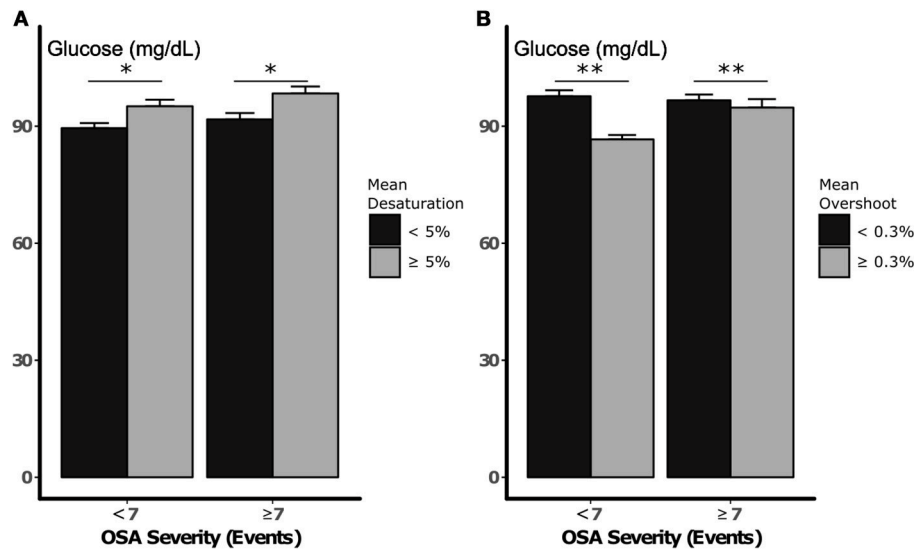 A
Glucose (mg/dL)
* *
90
60
30
0
Mean
Desaturation
< 5%
≥ 5%
<7 ≥7
OSA Severity (Events)
B
Glucose (mg/dL)
** **
90
60
30
0
Mean
Overshoot
< 0.3%
≥ 0.3%
<7 ≥7
OSA Severity (Events)